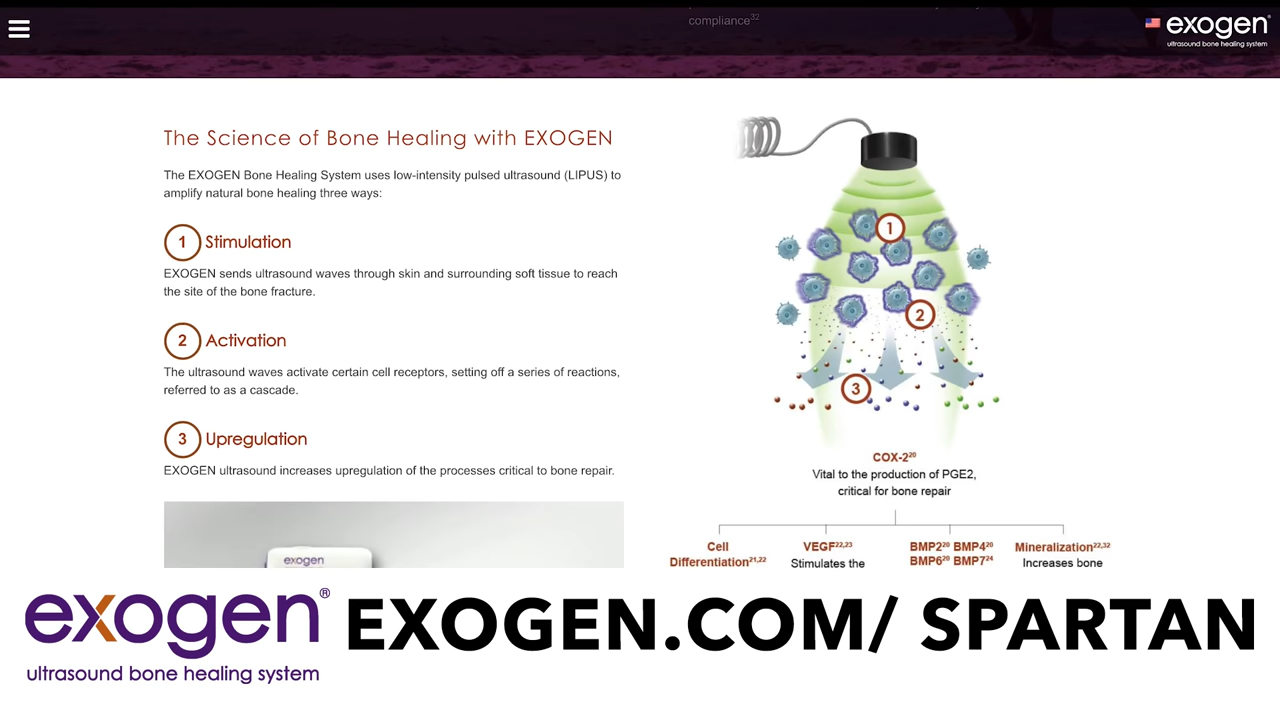 compliance32
exogen®
ultrasound bone healing system
The Science of Bone Healing with EXOGEN
The EXOGEN Bone Healing System uses low-intensity pulsed ultrasound (LIPUS) to
amplify natural bone healing three ways:
1 Stimulation
EXOGEN sends ultrasound waves through skin and surrounding soft tissue to reach
the site of the bone fracture.
2 Activation
The ultrasound waves activate certain cell receptors, setting off a series of reactions,
referred to as a cascade.
3 Upregulation
EXOGEN ultrasound increases upregulation of the processes critical to bone repair.
exogen
1
2
3
COX-220
Vital to the production of PGE2,
critical for bone repair
Cell
Differentiation21,22
VEGF22,23
Stimulates the
BMP220 BMP420
BMP620 BMP724
Mineralization22,32
Increases bone
exogen®
ultrasound bone healing system
EXOGEN.COM/ SPARTAN